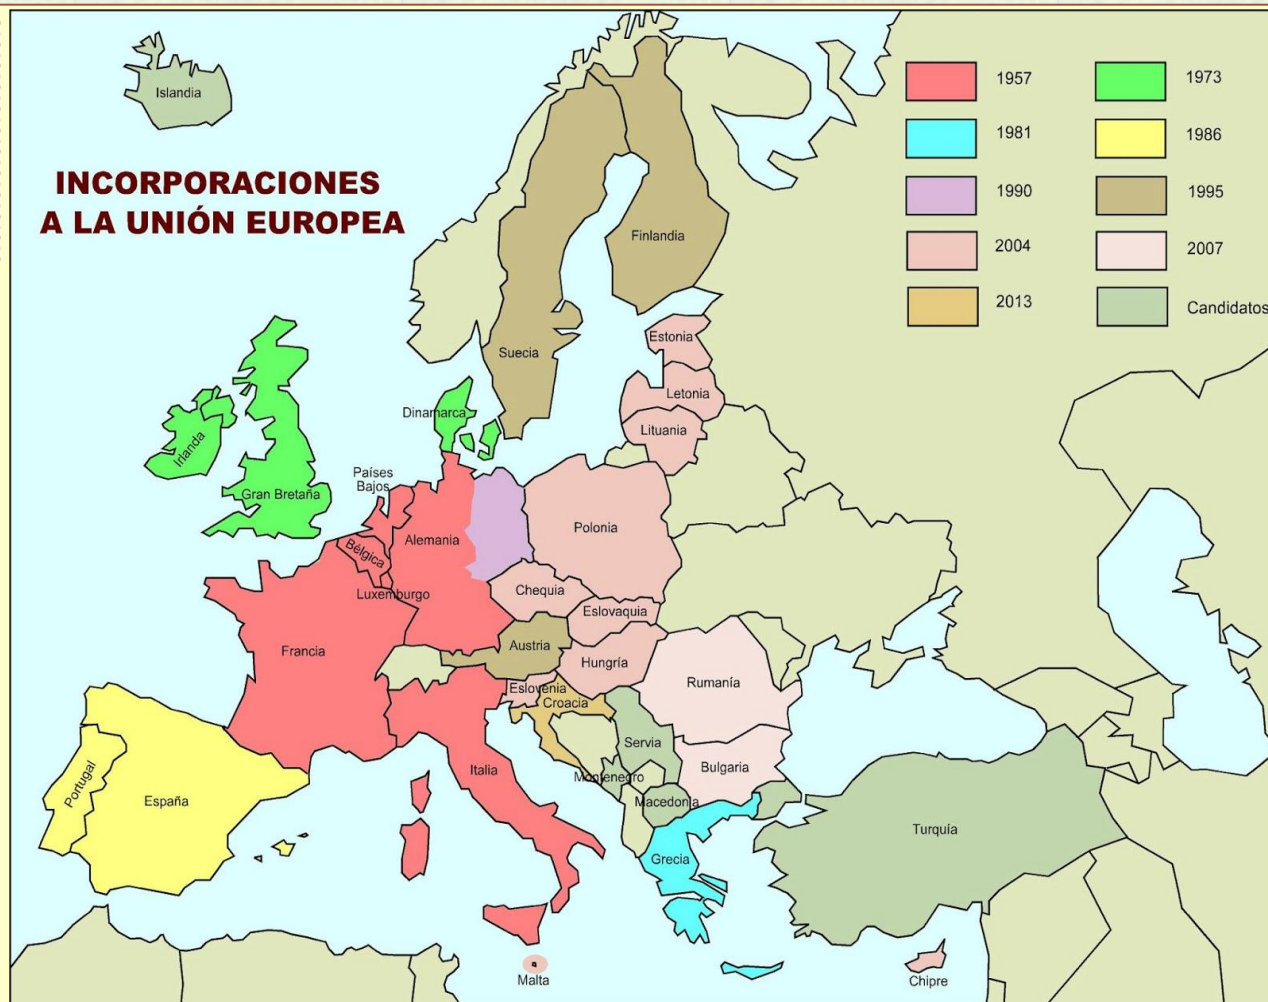 Islandia
INCORPORACIONES
A LA UNIÓN EUROPEA
1957
1973
1981
1986
1990
1995
2004
2007
2013
Candidatos
Finlandia
Suecia
Estonia
Letonia
Lituania
Dinamarca
Irlanda
Gran Bretaña
Países
Bajos
Bélgica
Alemania
Luxemburgo
Polonia
Chequia
Eslovaquia
Austria
Hungría
Francia
Eslovenia
Croacia
Rumanía
Servia
Bulgaria
Montenegro
Macedonia
Italia
Portugal
España
Grecia
Turquía
Malta
Chipre